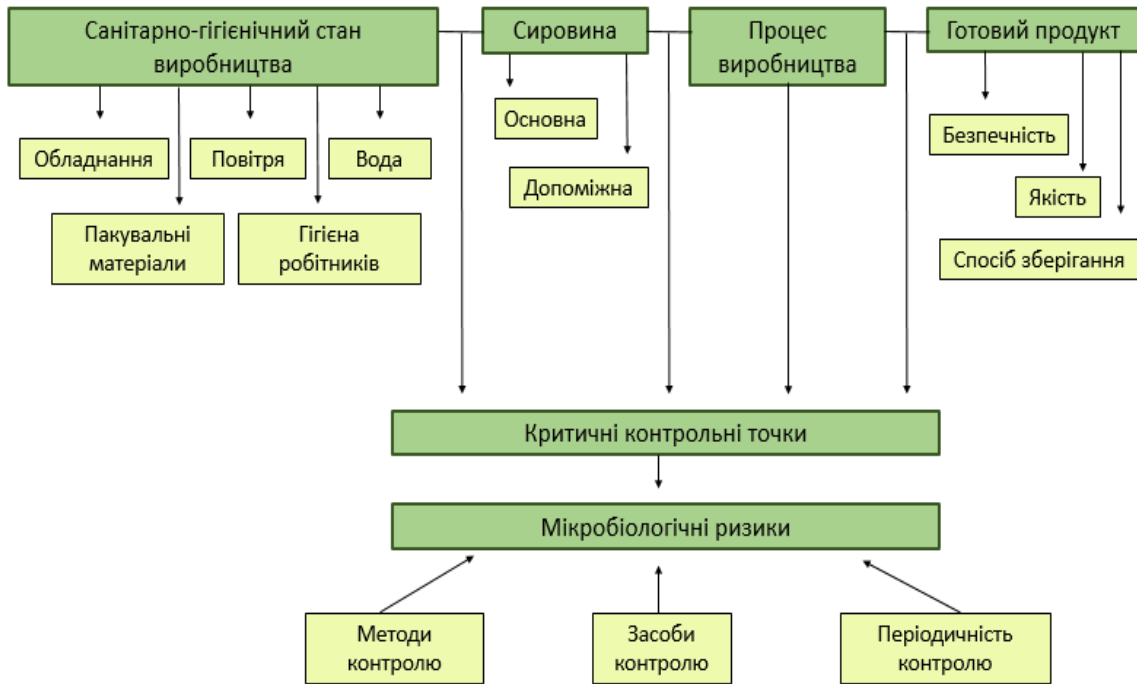 Санітарно-гігієнічний стан
виробництва
Сировина
Процес
виробництва
Готовий продукт
Обладнання
Повітря
Вода
Пакувальні
матеріали
Гігієна
робітників
Основна
Допоміжна
Безпечність
Якість
Спосіб зберігання
Критичні контрольні точки
Мікробіологічні ризики
Методи
контролю
Засоби
контролю
Періодичність
контролю